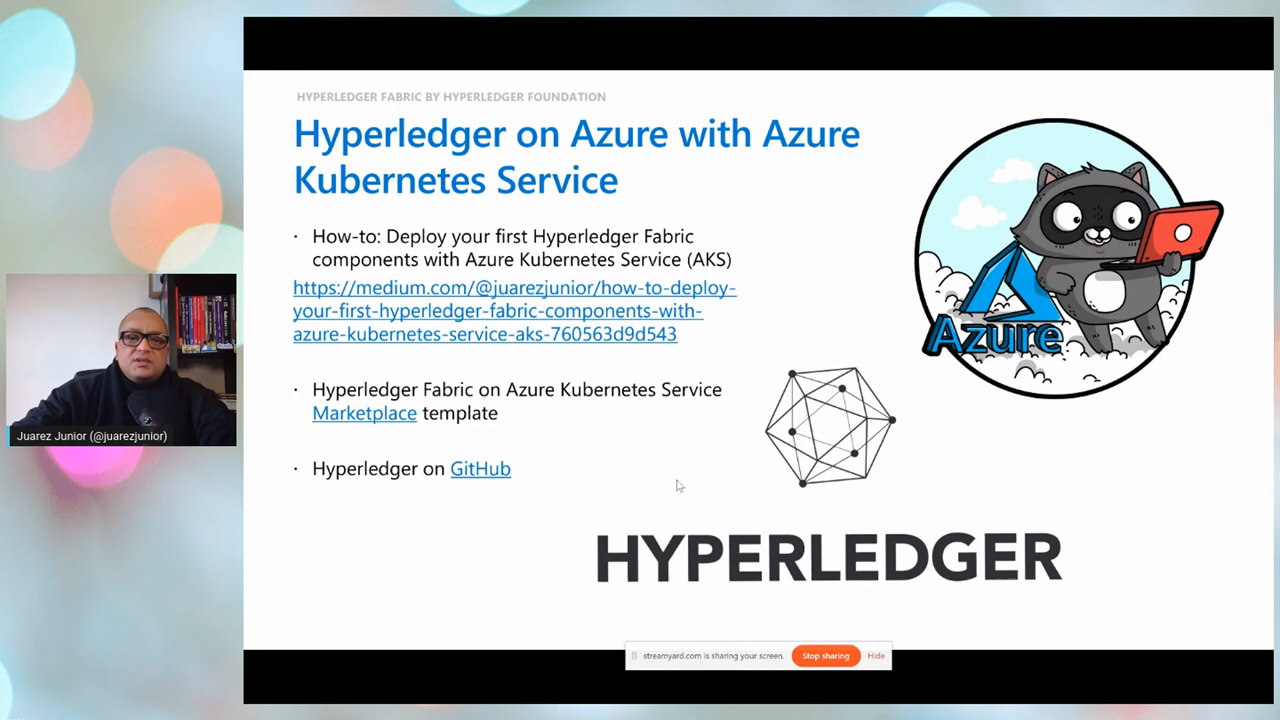 HYPERLEDGER FABRIC BY HYPERLEDGER FOUNDATION
Hyperledger on Azure with Azure
Kubernetes Service
· How-to: Deploy your first Hyperledger Fabric
components with Azure Kubernetes Service (AKS)
https://medium.com/@juarezjunior/how-to-deploy-
your-first-hyperledger-fabric-components-with-
azure-kubernetes-service-aks-760563d9d543
· Hyperledger Fabric on Azure Kubernetes Service
Marketplace template
· Hyperledger on GitHub
Azure
HYPERLEDGER
Juarez Junior (@juarezjunior)
streamyard.com is sharing your screen.
Stop sharing
Hide